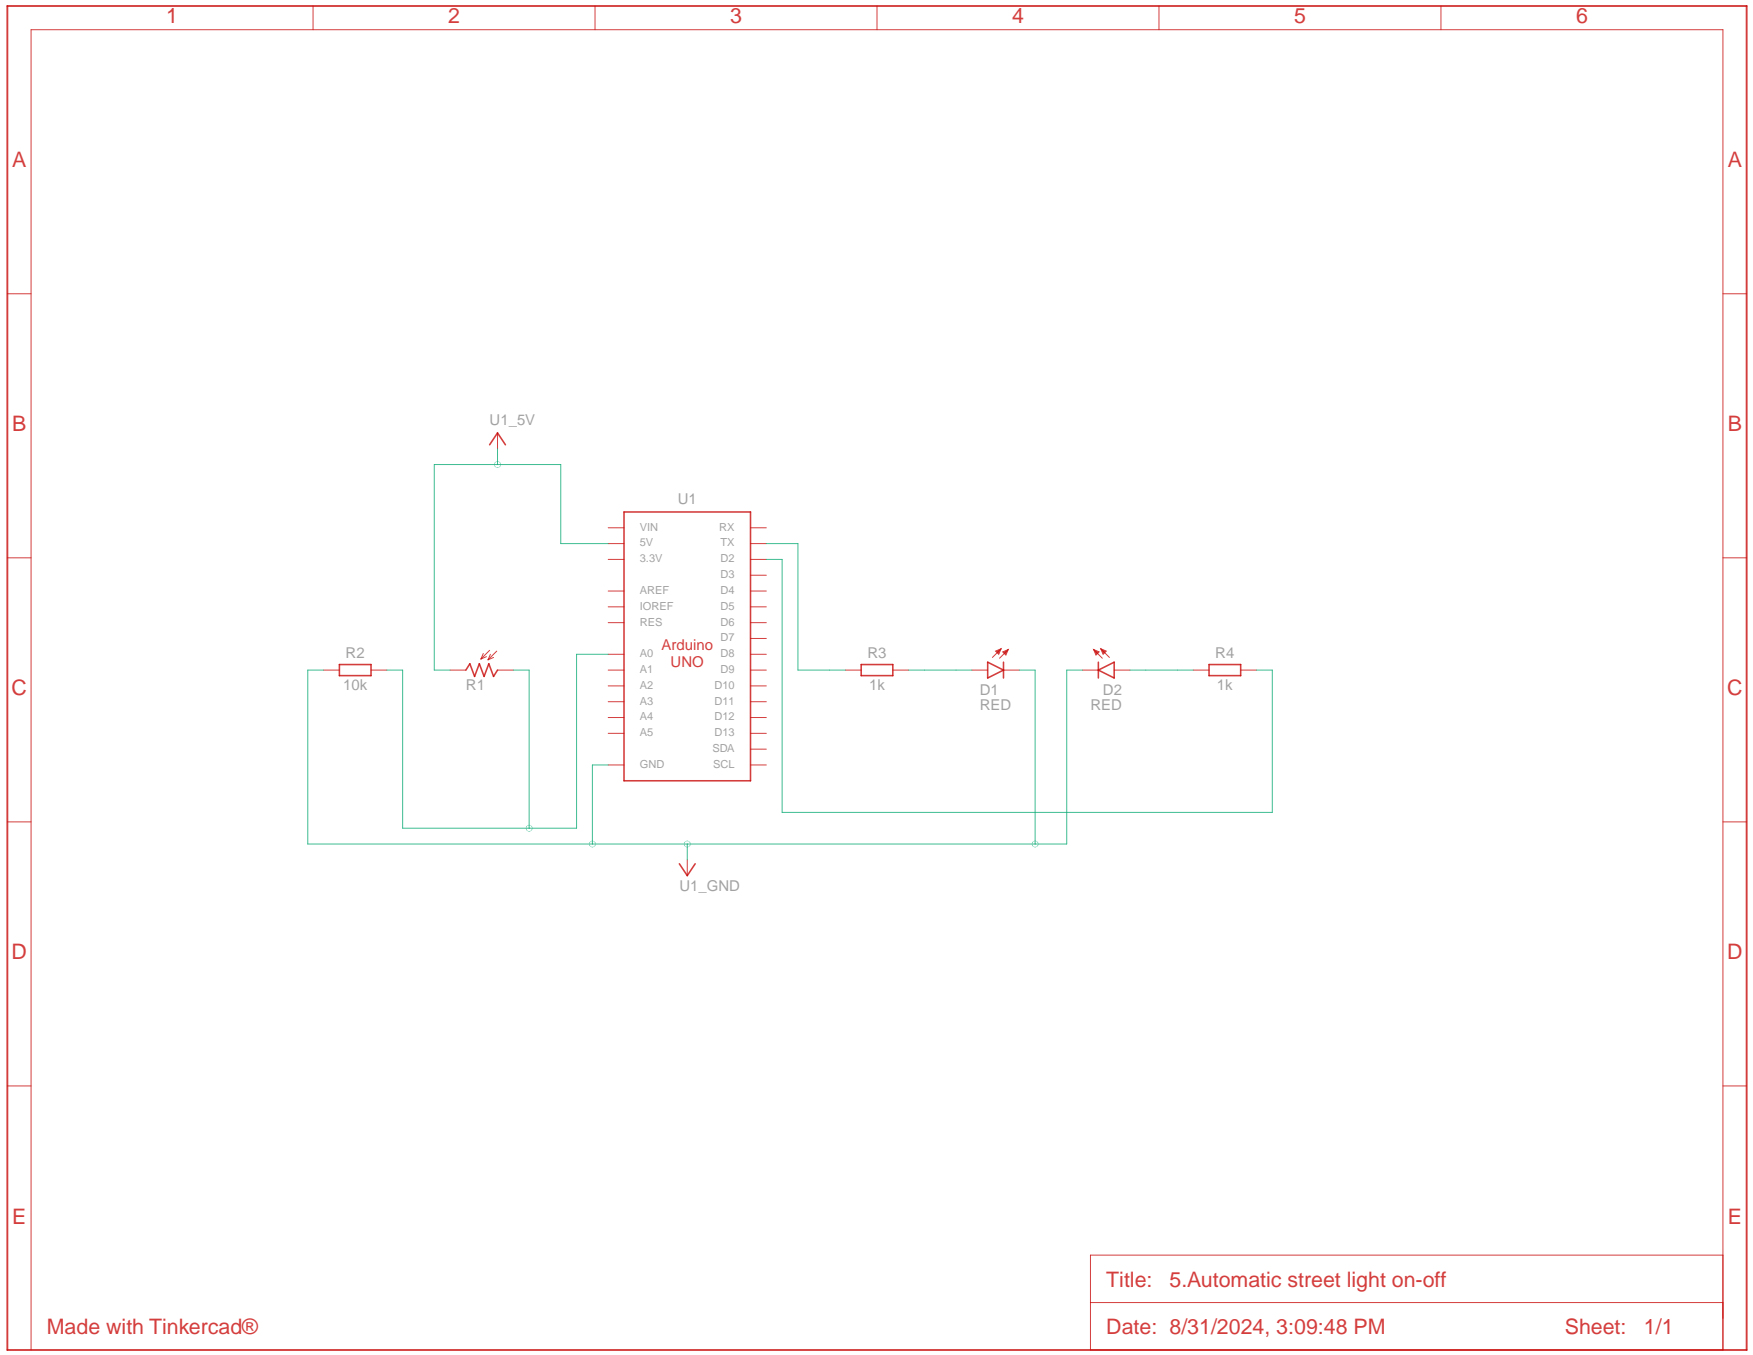 1 2 3 4 5 6
A A
B B
U1_5V
U1
VIN RX
5V TX
3.3V D2
D3
AREF D4
IOREF D5
RES D6
D7
Arduino
UNO
A0 D8
A1 D9
A2 D10
A3 D11
A4 D12
A5 D13
SDA
GND SCL
R2
10k
R1
R3
1k
D1
RED
D2
RED
R4
1k
C C
U1_GND
D D
E E
Title: 5.Automatic street light on-off
Date: 8/31/2024, 3:09:48 PM Sheet: 1/1
Made with Tinkercad®